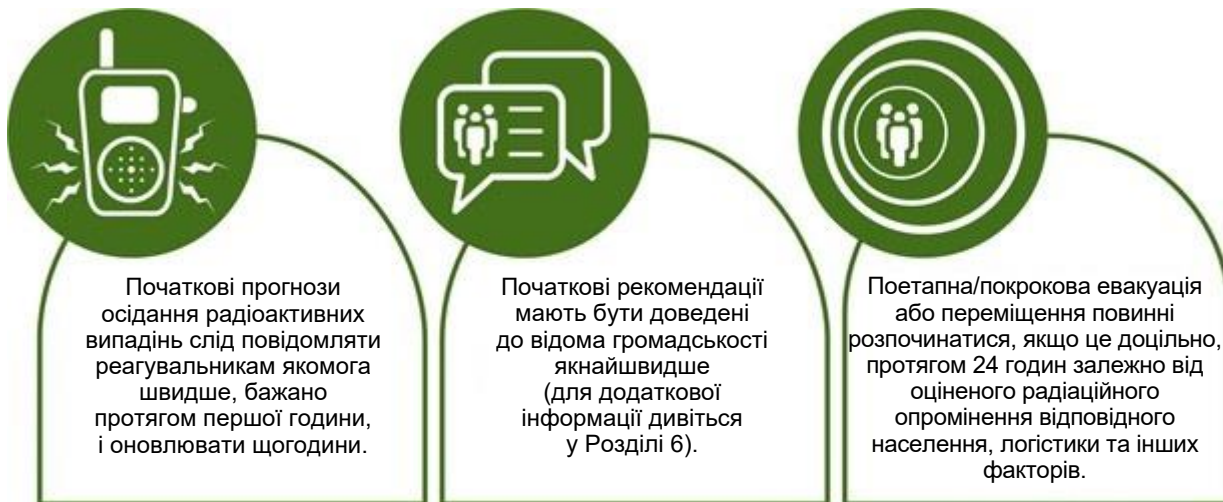 Початкові прогнози
осідання радіоактивних
випадінь слід повідомляти
реагувальникам якомога
швидше, бажано
протягом першої години,
і оновлювати щогодини.
Початкові рекомендації
мають бути доведені
до відома громадськості
якнайшвидше
(для додаткової
інформації дивіться
у Розділі 6).
Поетапна/покрокова евакуація
або переміщення повинні
розпочинатися, якщо це доцільно,
протягом 24 годин залежно від
оціненого радіаційного
опромінення відповідного
населення, логістики та інших
факторів.